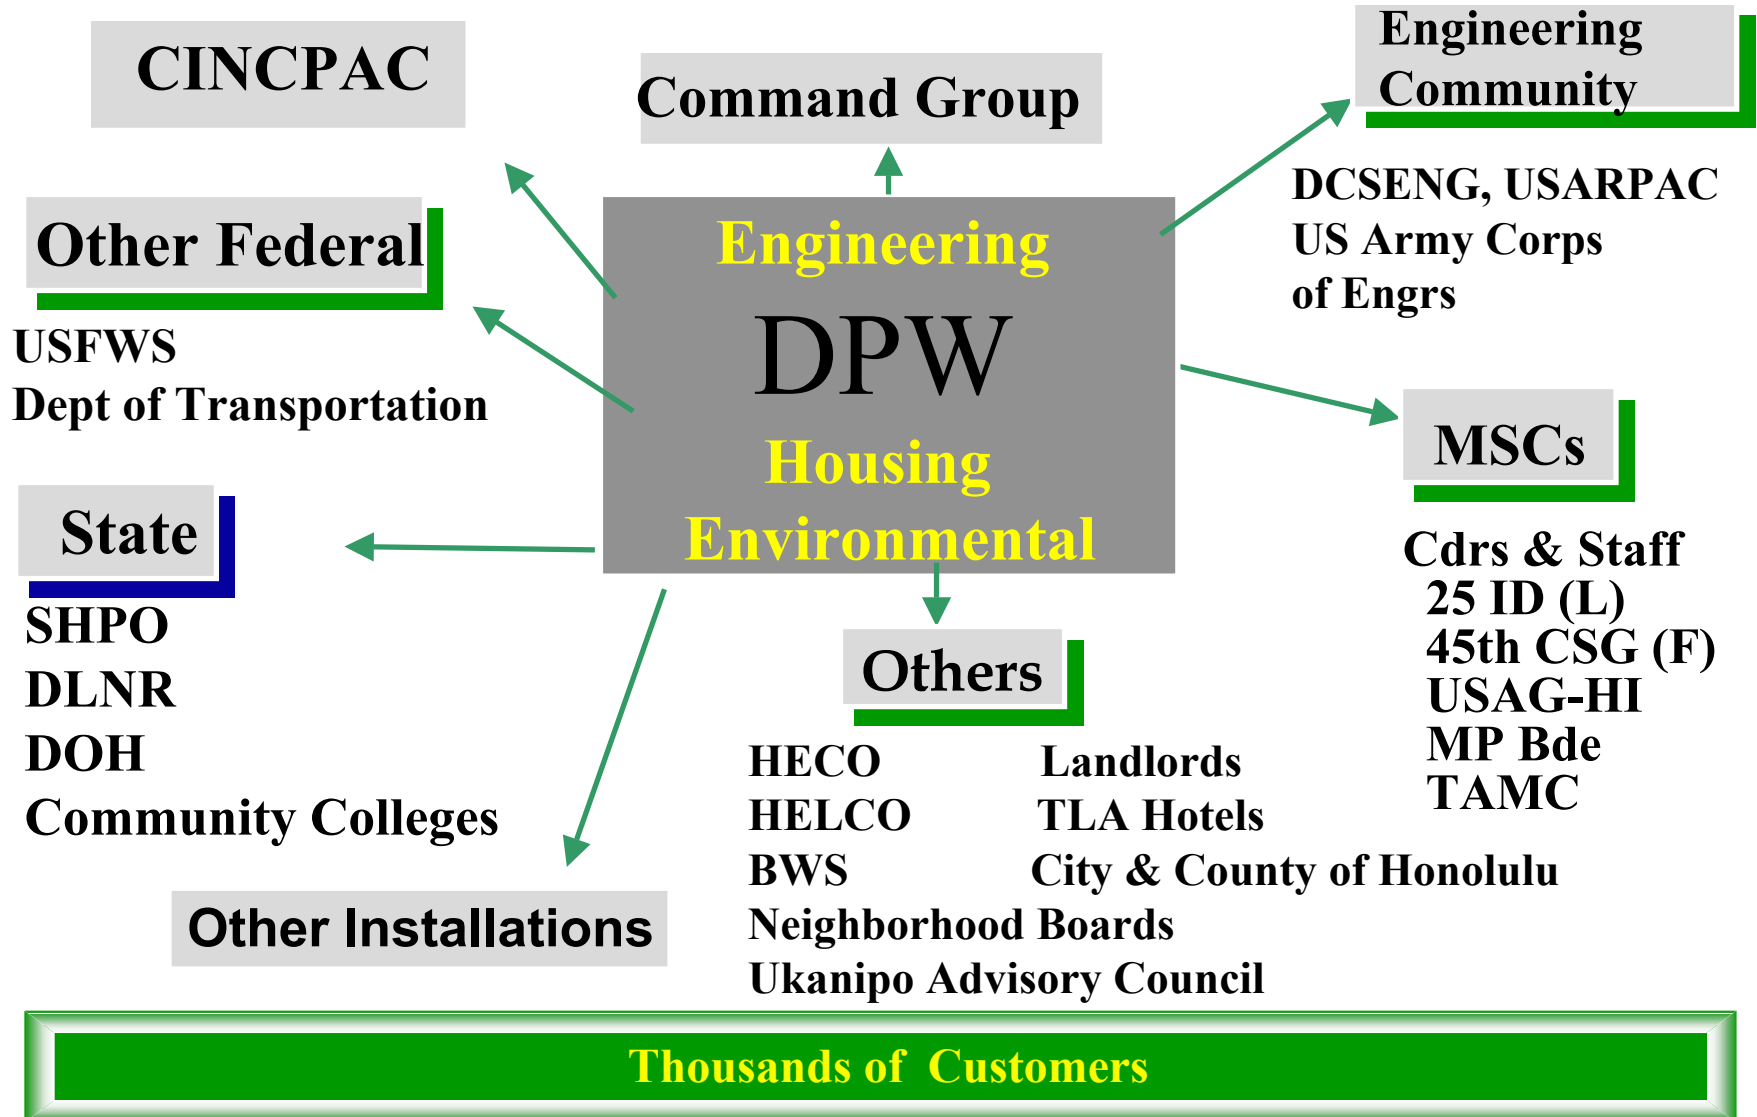 CINCPAC
Command Group
Engineering
Community
DCSENG, USARPAC
US Army Corps
of Engrs
Other Federal
USFWS
Dept of Transportation
Engineering
DPW
Housing
Environmental
MSCs
Cdrs & Staff
25 ID (L)
45th CSG (F)
USAG-HI
MP Bde
TAMC
State
SHPO
DLNR
DOH
Community Colleges
Others
HECO Landlords
HELCO TLA Hotels
BWS City & County of Honolulu
Neighborhood Boards
Ukanipo Advisory Council
Other Installations
Thousands of Customers